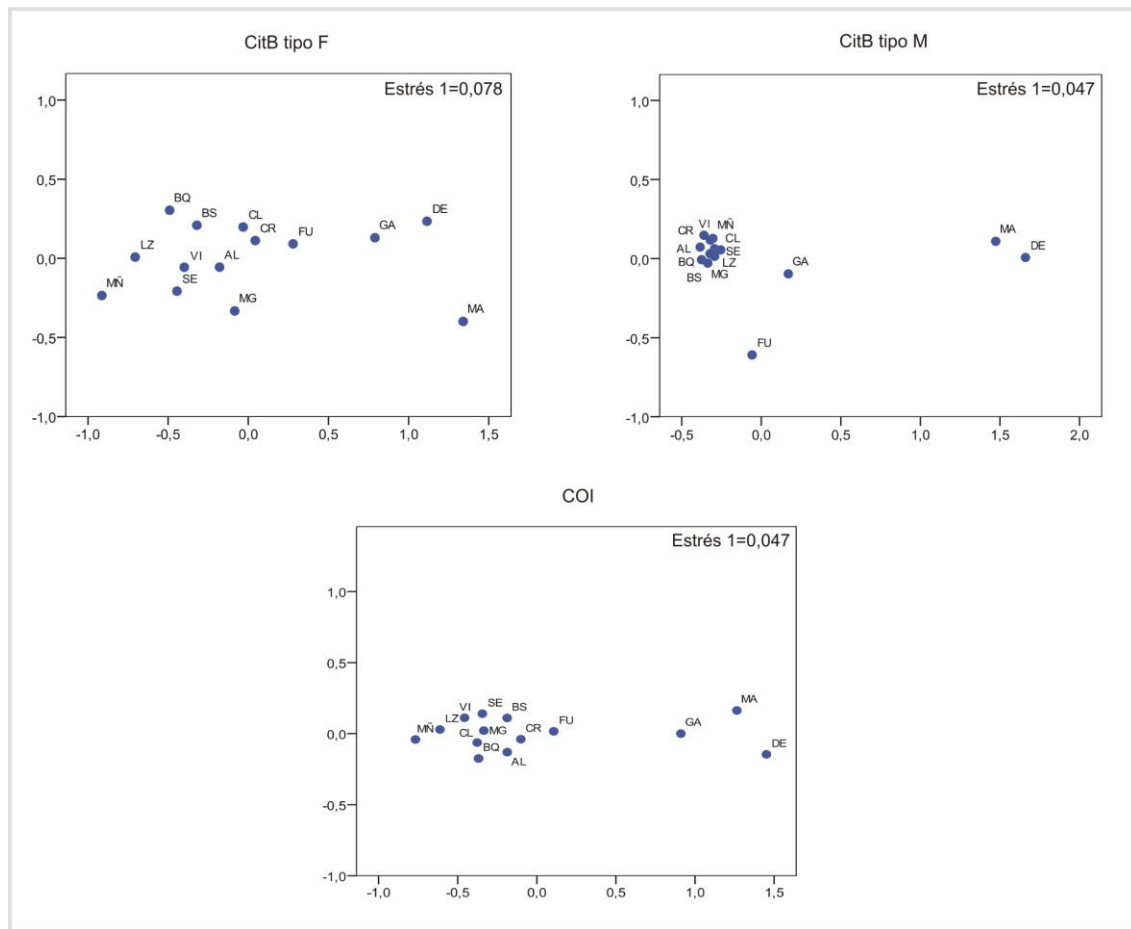 CitB tipo F
Estrés 1=0,078
1,0
0,5
0,0
-0,5
-1,0
BQ
BS
CL
CR
FU
GA
DE
LZ
VI
AL
MÑ
SE
MG
MA
-1,0 -0,5 0,0 0,5 1,0 1,5
CitB tipo M
Estrés 1=0,047
1,0
0,5
0,0
-0,5
-1,0
VI MÑ
CR CL
AL SE
BQ LZ
BS MG
GA
FU
MA
DE
-0,5 0,0 0,5 1,0 1,5 2,0
COI
Estrés 1=0,047
1,0
0,5
0,0
-0,5
-1,0
VI SE BS
LZ
MÑ CL MG CR FU
BQ
AL
GA
MA
DE
-1,0 -0,5 0,0 0,5 1,0 1,5